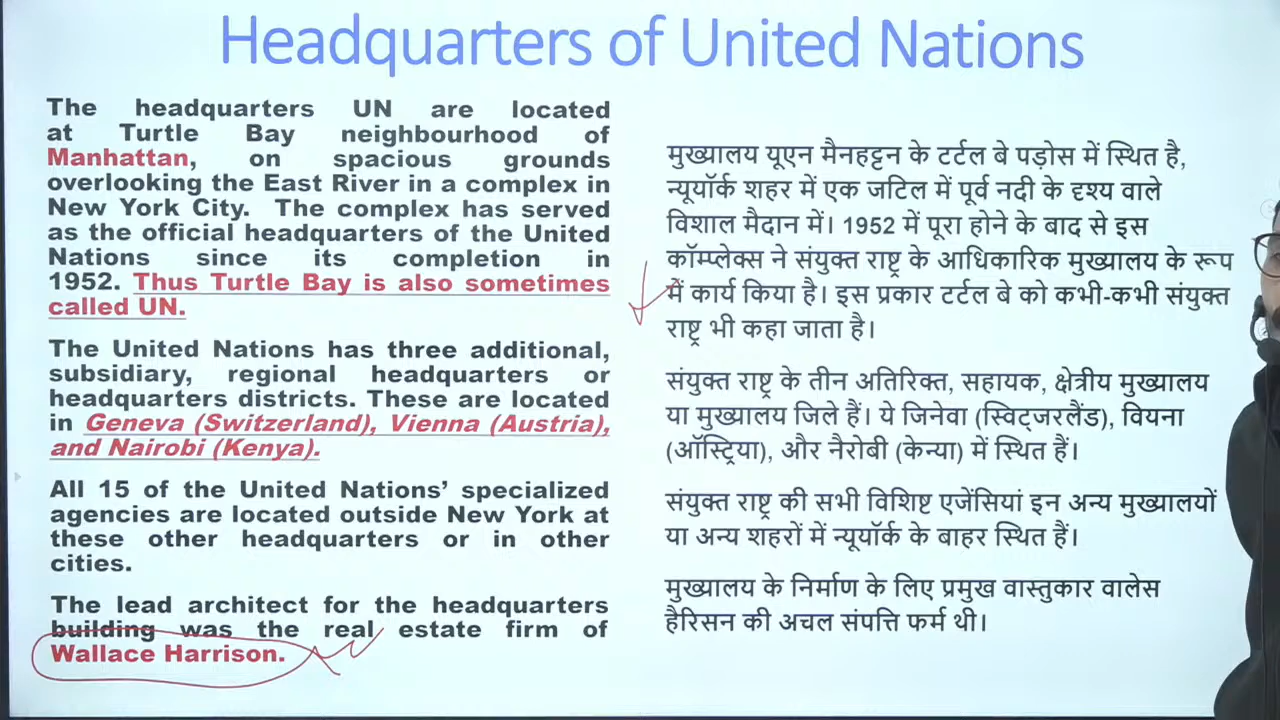 Headquarters of United Nations
The headquarters UN are located
at Turtle Bay neighbourhood of
Manhattan, on spacious grounds
overlooking the East River in a complex in
New York City. The complex has served
as the official headquarters of the United
Nations since its completion in
1952. Thus Turtle Bay is also sometimes
called UN.
The United Nations has three additional,
subsidiary, regional headquarters or
headquarters districts. These are located
in Geneva (Switzerland), Vienna (Austria),
and Nairobi (Kenya).
All 15 of the United Nations’ specialized
agencies are located outside New York at
these other headquarters or in other
cities.
The lead architect for the headquarters
building was the real estate firm of
Wallace Harrison.
मुख्यालय यूएन मैनहट्टन के टर्टल बे पड़ोस में स्थित है,
न्यूयॉर्क शहर में एक जटिल में पूर्व नदी के दृश्य वाले
विशाल मैदान में। 1952 में पूरा होने के बाद से इस
कॉम्प्लेक्स ने संयुक्त राष्ट्र के आधिकारिक मुख्यालय के रूप
में कार्य किया है। इस प्रकार टर्टल बे को कभी-कभी संयुक्त
राष्ट्र भी कहा जाता है।
संयुक्त राष्ट्र के तीन अतिरिक्त, सहायक, क्षेत्रीय मुख्यालय
या मुख्यालय जिले हैं। ये जिनेवा (स्विट्जरलैंड), वियना
(ऑस्ट्रिया), और नैरोबी (केन्या) में स्थित हैं।
संयुक्त राष्ट्र की सभी विशिष्ट एजेंसियां इन अन्य मुख्यालयों
या अन्य शहरों में न्यूयॉर्क के बाहर स्थित हैं।
मुख्यालय के निर्माण के लिए प्रमुख वास्तुकार वालेस
हैरिसन की अचल संपत्ति फर्म थी।